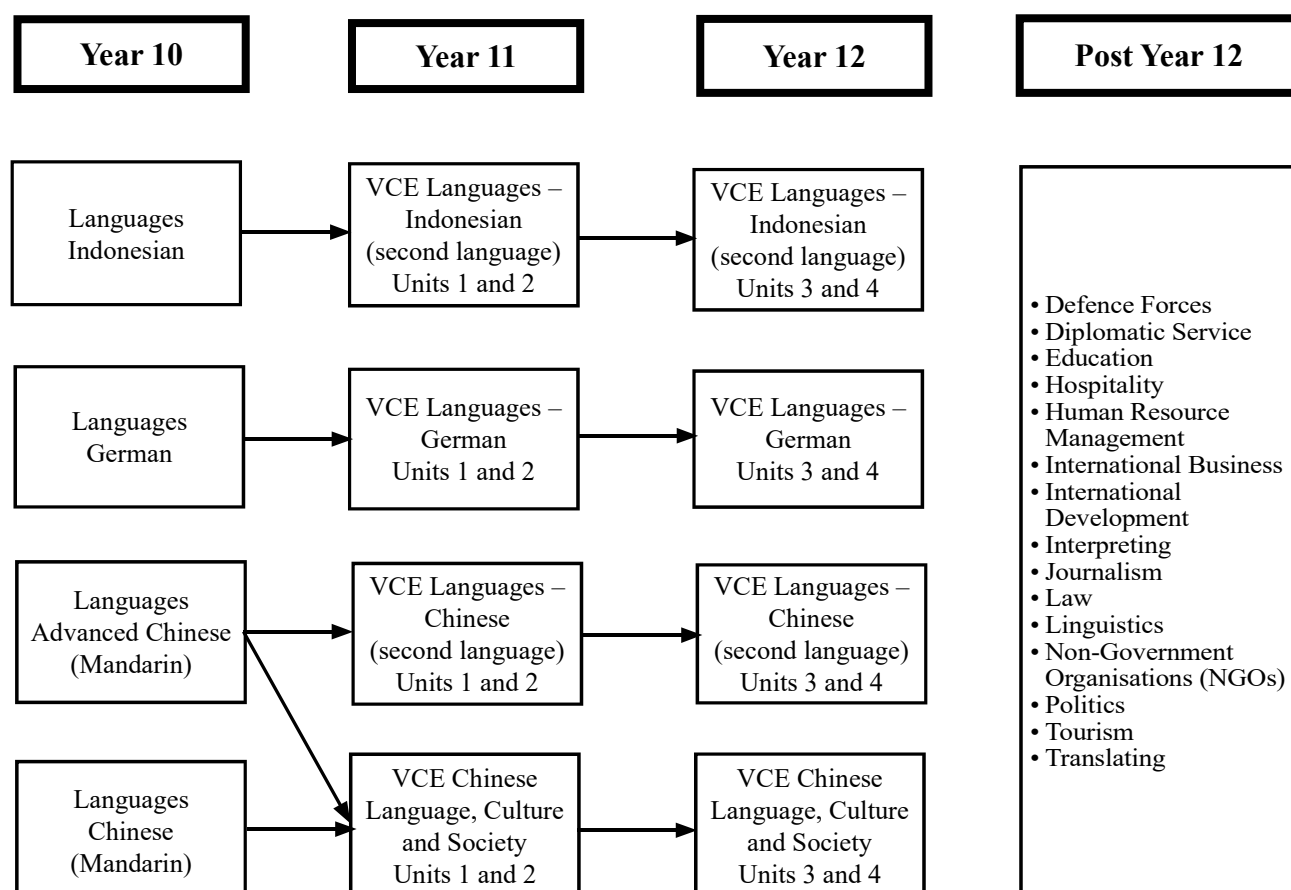 Year 10
Year 11
Year 12
Post Year 12
Languages
Indonesian
VCE Languages –
Indonesian
(second language)
Units 1 and 2
VCE Languages –
Indonesian
(second language)
Units 3 and 4
Languages
German
VCE Languages –
German
Units 1 and 2
VCE Languages –
German
Units 3 and 4
Languages
Advanced Chinese
(Mandarin)
VCE Languages –
Chinese
(second language)
Units 1 and 2
VCE Languages –
Chinese
(second language)
Units 3 and 4
Languages
Chinese
(Mandarin)
VCE Chinese
Language, Culture
and Society
Units 1 and 2
VCE Chinese
Language, Culture
and Society
Units 3 and 4
• Defence Forces
• Diplomatic Service
• Education
• Hospitality
• Human Resource
Management
• International Business
• International
Development
• Interpreting
• Journalism
• Law
• Linguistics
• Non-Government
Organisations (NGOs)
• Politics
• Tourism
• Translating